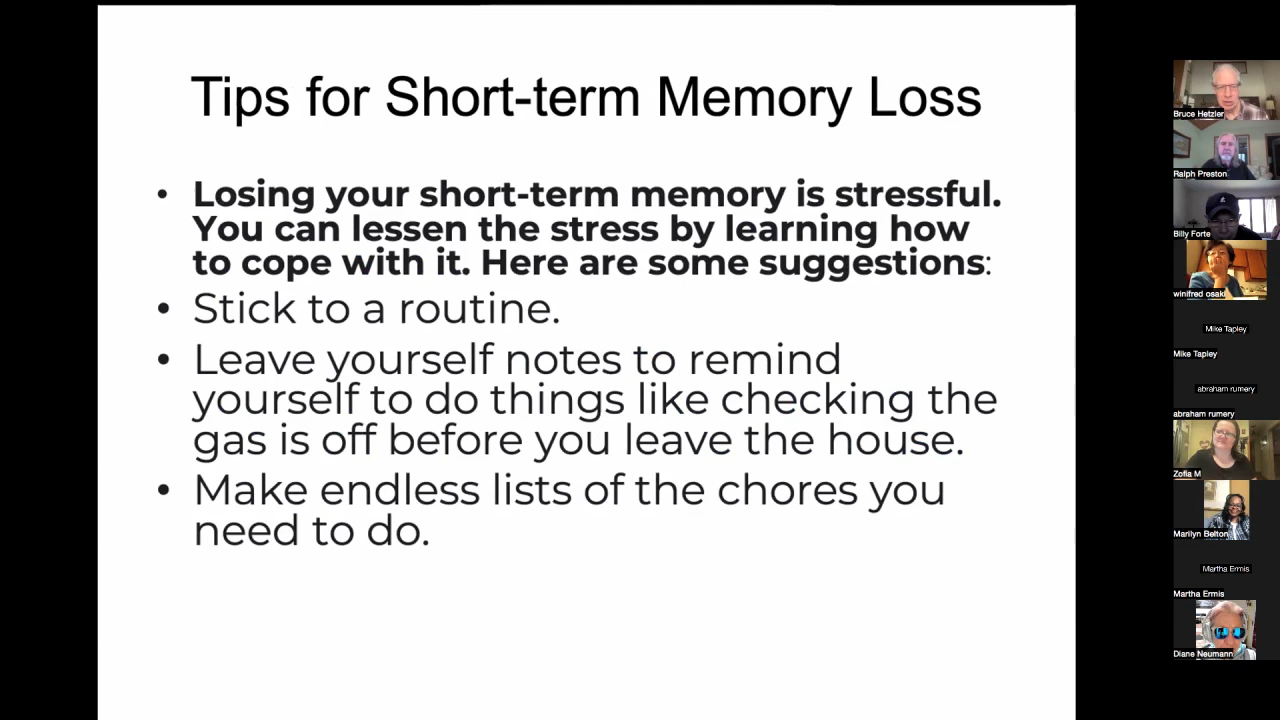 Tips for Short-term Memory Loss
• Losing your short-term memory is stressful.
You can lessen the stress by learning how
to cope with it. Here are some suggestions:
• Stick to a routine.
• Leave yourself notes to remind
yourself to do things like checking the
gas is off before you leave the house.
• Make endless lists of the chores you
need to do.
Bruce Hetzler
Ralph Preston
Billy Forte
winifred osaki
Mike Tapley
Mike Tapley
abraham rumery
abraham rumery
Zofia M
Marilyn Belton
Martha Ermis
Martha Ermis
Diane Neumann